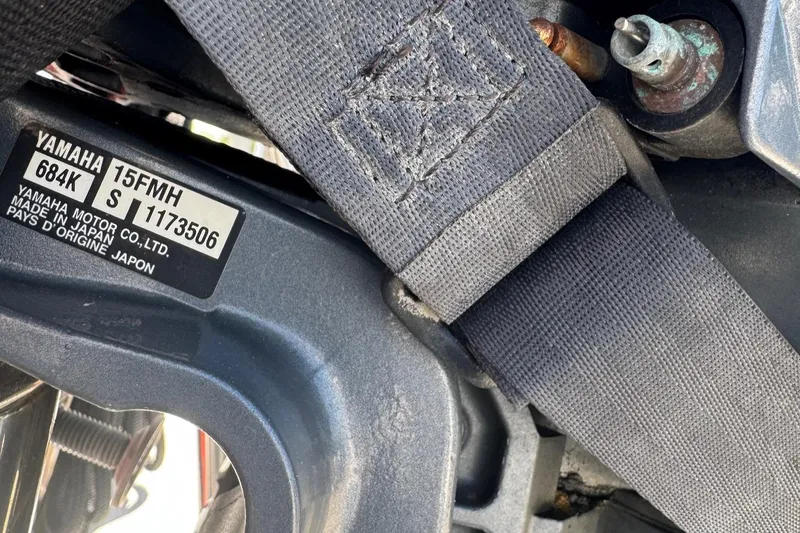 YAMAHA
684K 15FMH
S 1173506
YAMAHA MOTOR CO.,LTD.
MADE IN JAPAN
PAYS D'ORIGINE JAPON